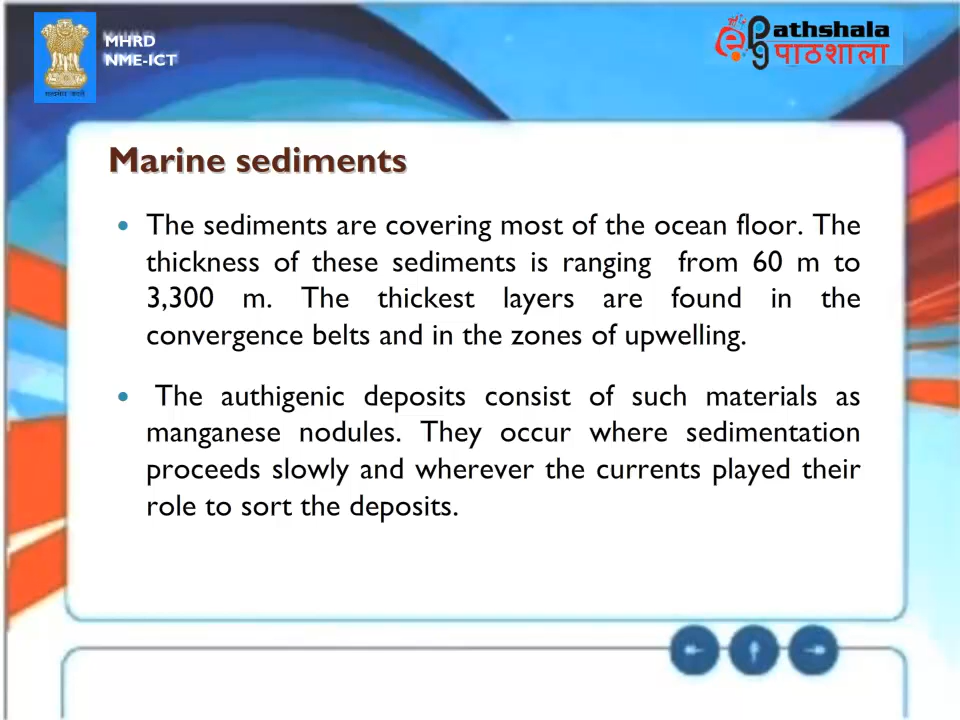 MHRD
NME-ICT
Pathshala
पाठशाला
Marine sediments
• The sediments are covering most of the ocean floor. The
thickness of these sediments is ranging from 60 m to
3,300 m. The thickest layers are found in the
convergence belts and in the zones of upwelling.
• The authigenic deposits consist of such materials as
manganese nodules. They occur where sedimentation
proceeds slowly and wherever the currents played their
role to sort the deposits.